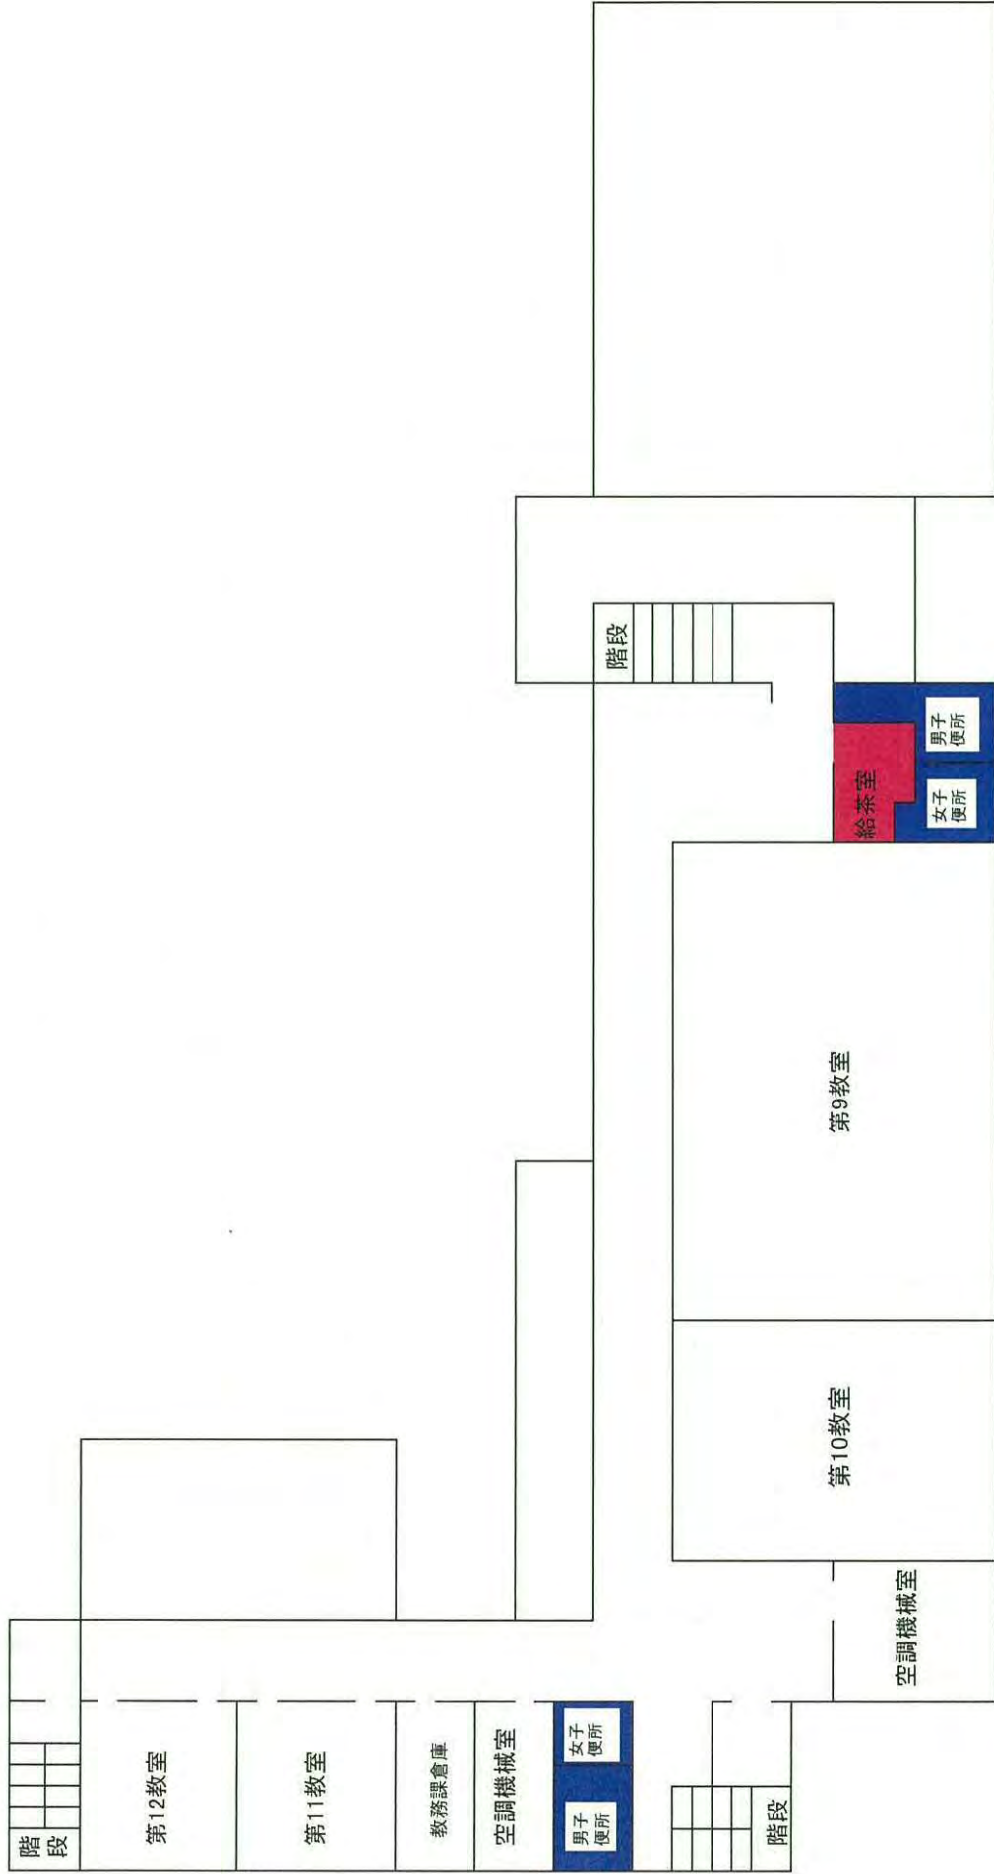 階
段
第12教室
第11教室
教務課倉庫
空調機械室
男子
便所
女子
便所
階段
空調機械室
第10教室
第9教室
給茶室
女子
便所
男子
便所
階段